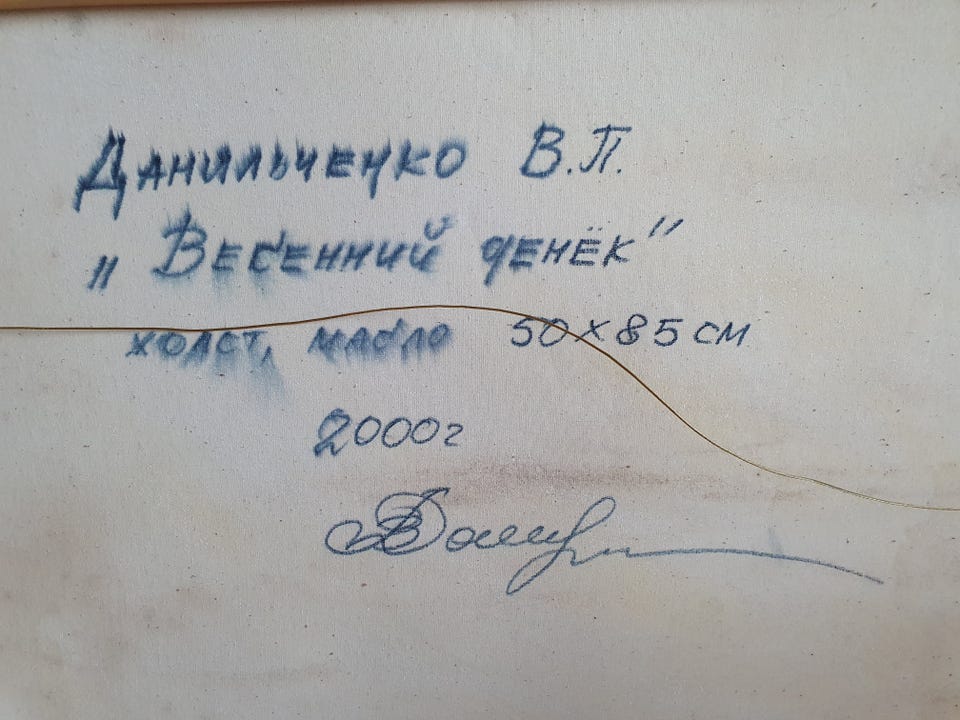 Данильченко В.П.
„Весенний денёк”
холст, масло 50х85 см
2000г